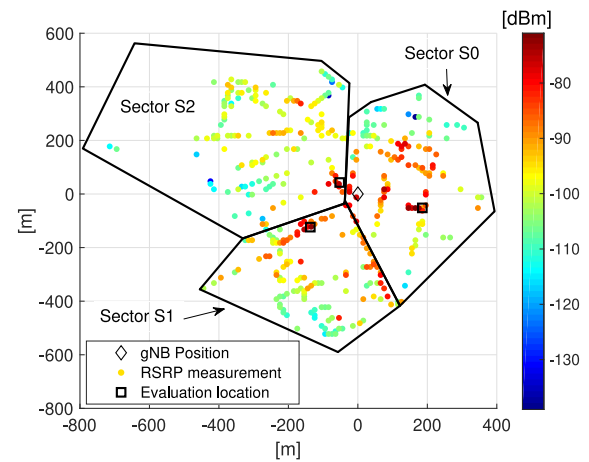 [dBm]
600
400
200
0
-200
-400
-600
-800
[m]
-800
-600
-400
-200
0
200
400
[m]
Sector S0
Sector S2
Sector S1
gNB Position
RSRP measurement
Evaluation location
-80
-90
-100
-110
-120
-130